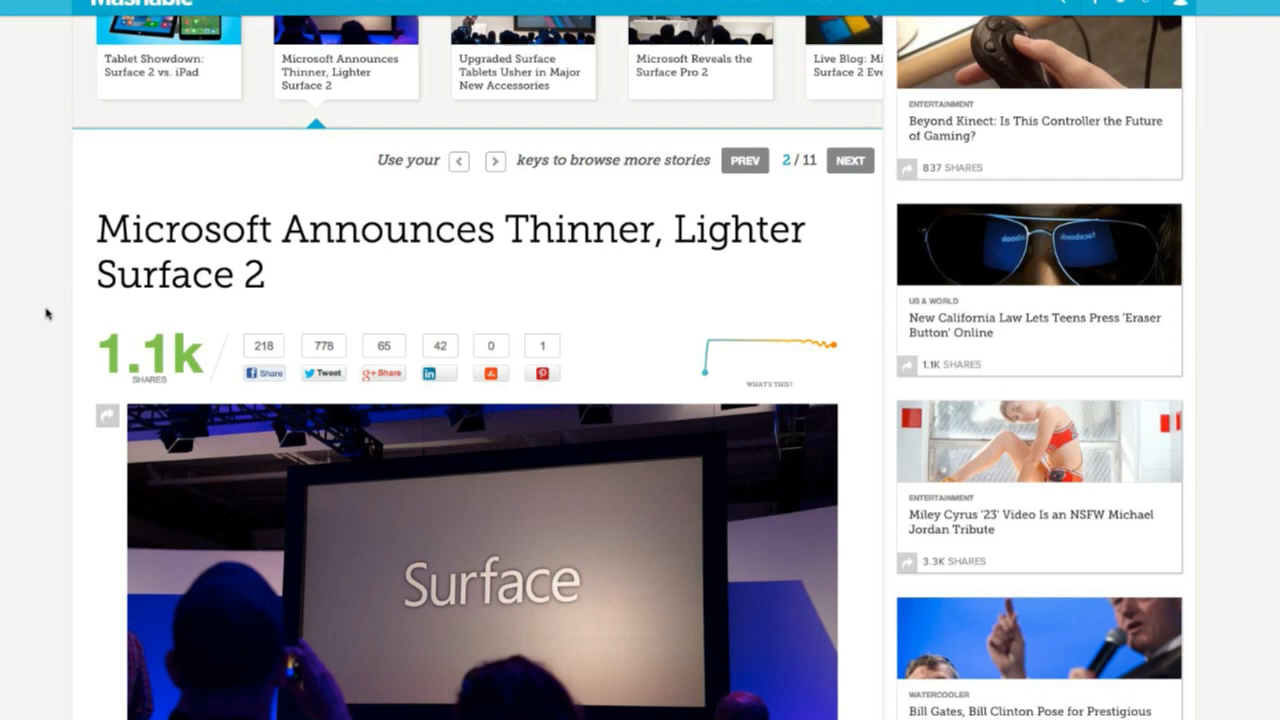 Mashable
Tablet Showdown:
Surface 2 vs. iPad
Microsoft Announces
Thinner, Lighter
Surface 2
Upgraded Surface
Tablets Usher in Major
New Accessories
Microsoft Reveals the
Surface Pro 2
Live Blog: Mi
Surface 2 Eve
Use your < > keys to browse more stories PREV 2 / 11 NEXT
Microsoft Announces Thinner, Lighter
Surface 2
1.1k
SHARES
218 778 65 42 0 1
Share Tweet +Share in
WHAT'S THIS?
Surface
ENTERTAINMENT
Beyond Kinect: Is This Controller the Future
of Gaming?
837 SHARES
facebook
US & WORLD
New California Law Lets Teens Press 'Eraser
Button' Online
1.1K SHARES
ENTERTAINMENT
Miley Cyrus '23' Video Is an NSFW Michael
Jordan Tribute
3.3K SHARES
WATERCOOLER
Bill Gates, Bill Clinton Pose for Prestigious